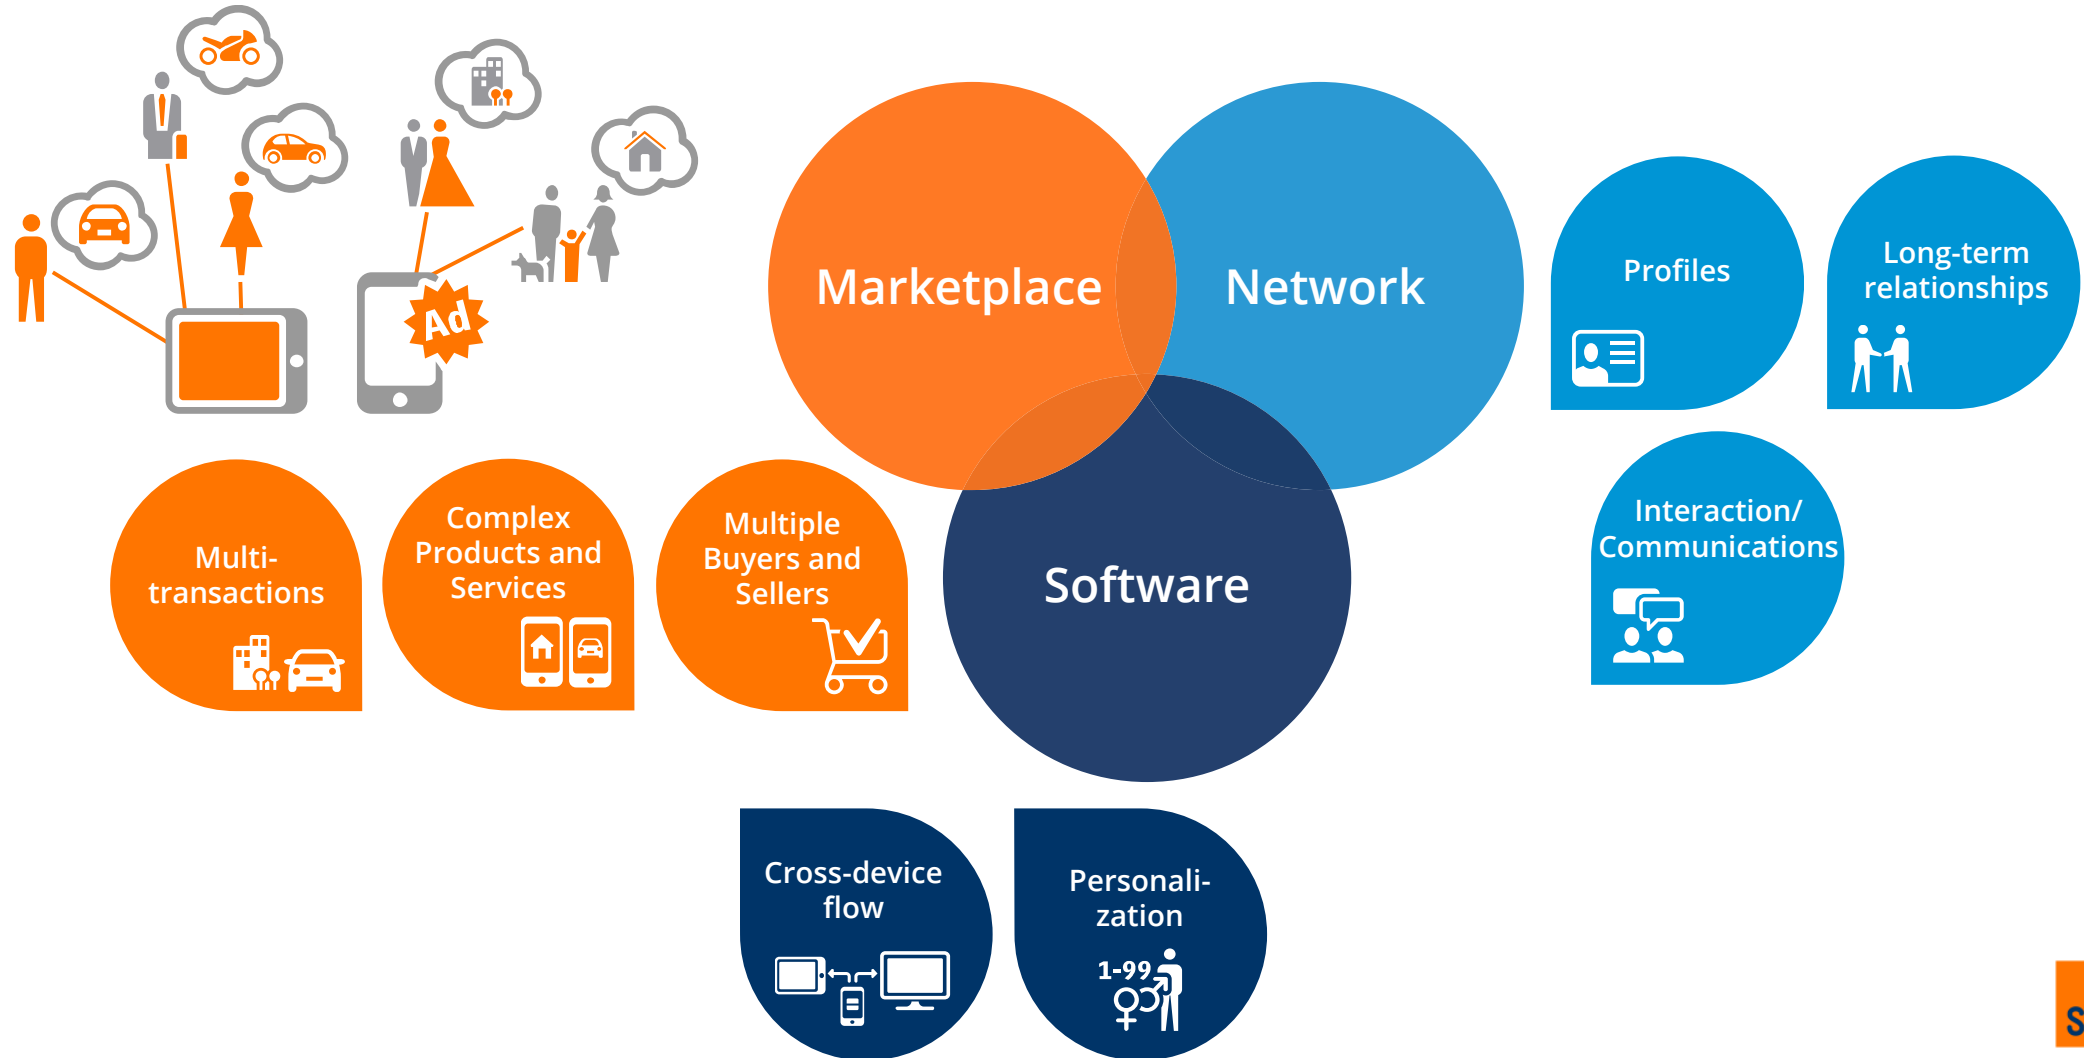 Ad
Marketplace
Network
Software
Profiles
Long-term
relationships
Interaction/
Communications
Multi-
transactions
Complex
Products and
Services
Multiple
Buyers and
Sellers
Cross-device
flow
Personali-
zation
1-99